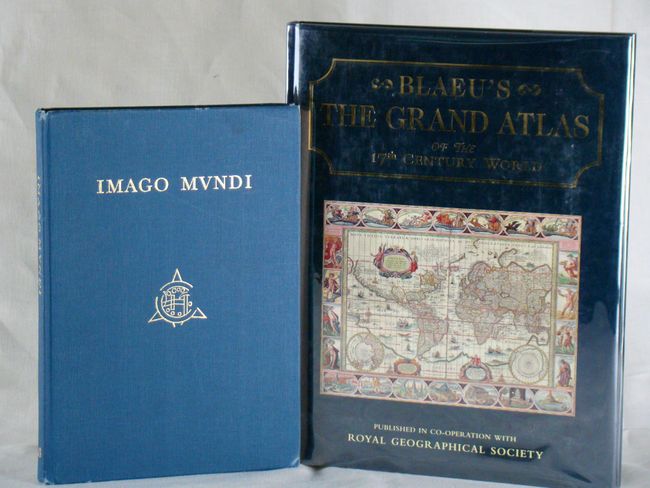 IMAGO MVNDI
BLAEU'S
THE GRAND ATLAS
OF THE
17th CENTURY WORLD
PUBLISHED IN CO-OPERATION WITH
ROYAL GEOGRAPHICAL SOCIETY